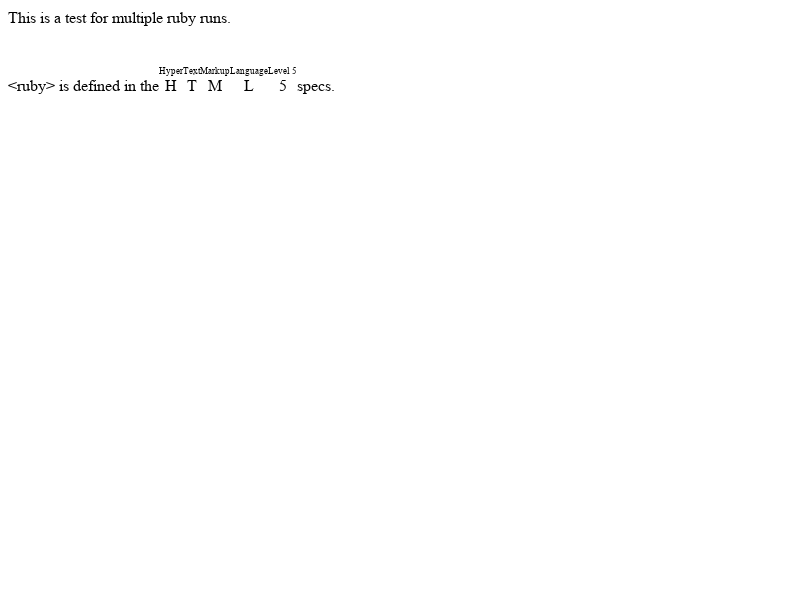 This is a test for multiple ruby runs.
HyperTextMarkupLanguageLevel 5
<ruby> is defined in the H T M L 5 specs.